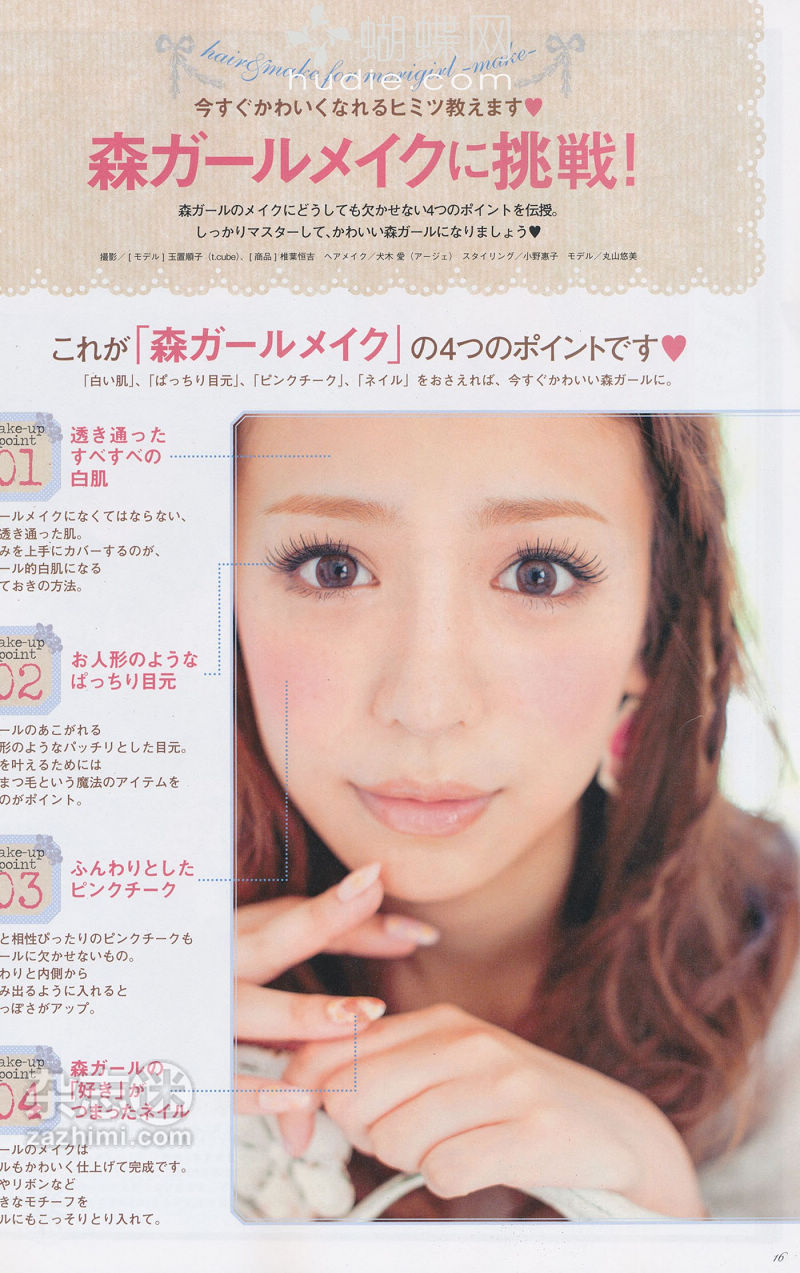 蝴蝶网
hudie.com
hair&make for morigirl -make-
今すぐかわいくなれるヒミツ教えます♥
森ガールメイクに挑戦!
森ガールのメイクにどうしても欠かせない4つのポイントを伝授。
しっかりマスターして、かわいい森ガールになりましょう♥
撮影／[モデル] 玉置順子（t.cube）、[商品] 椎葉恒吉　ヘアメイク／犬木 愛（アージェ）　スタイリング／小野惠子　モデル／丸山悠美
これが「森ガールメイク」の4つのポイントです♥
「白い肌」、「ぱっちり目元」、「ピンクチーク」、「ネイル」をおさえれば、今すぐかわいい森ガールに。
ake-up
point
01
透き通った
すべすべの
白肌
ールメイクになくてはならない、
透き通った肌。
みを上手にカバーするのが、
ール的白肌になる
ておきの方法。
ake-up
point
02
お人形のような
ぱっちり目元
ールのあこがれる
形のようなパッチリとした目元。
を叶えるためには
まつ毛という魔法のアイテムを
のがポイント。
ake-up
point
03
ふんわりとした
ピンクチーク
と相性ぴったりのピンクチークも
ールに欠かせないもの。
わりと内側から
み出るように入れると
っぽさがアップ。
ake-up
point
04
森ガールの
「好き」が
つまったネイル
杂志迷
zazhimi.com
ールのメイクは
ルもかわいく仕上げて完成です。
やリボンなど
きなモチーフを
ルにもこっそりとり入れて。
16